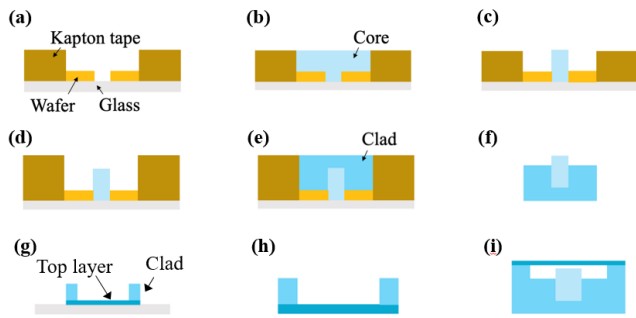 (a)
(b)
(c)
Kapton tape
Core
Wafer
Glass
(d)
(e)
(f)
Clad
(g)
(h)
(i)
Top layer
Clad